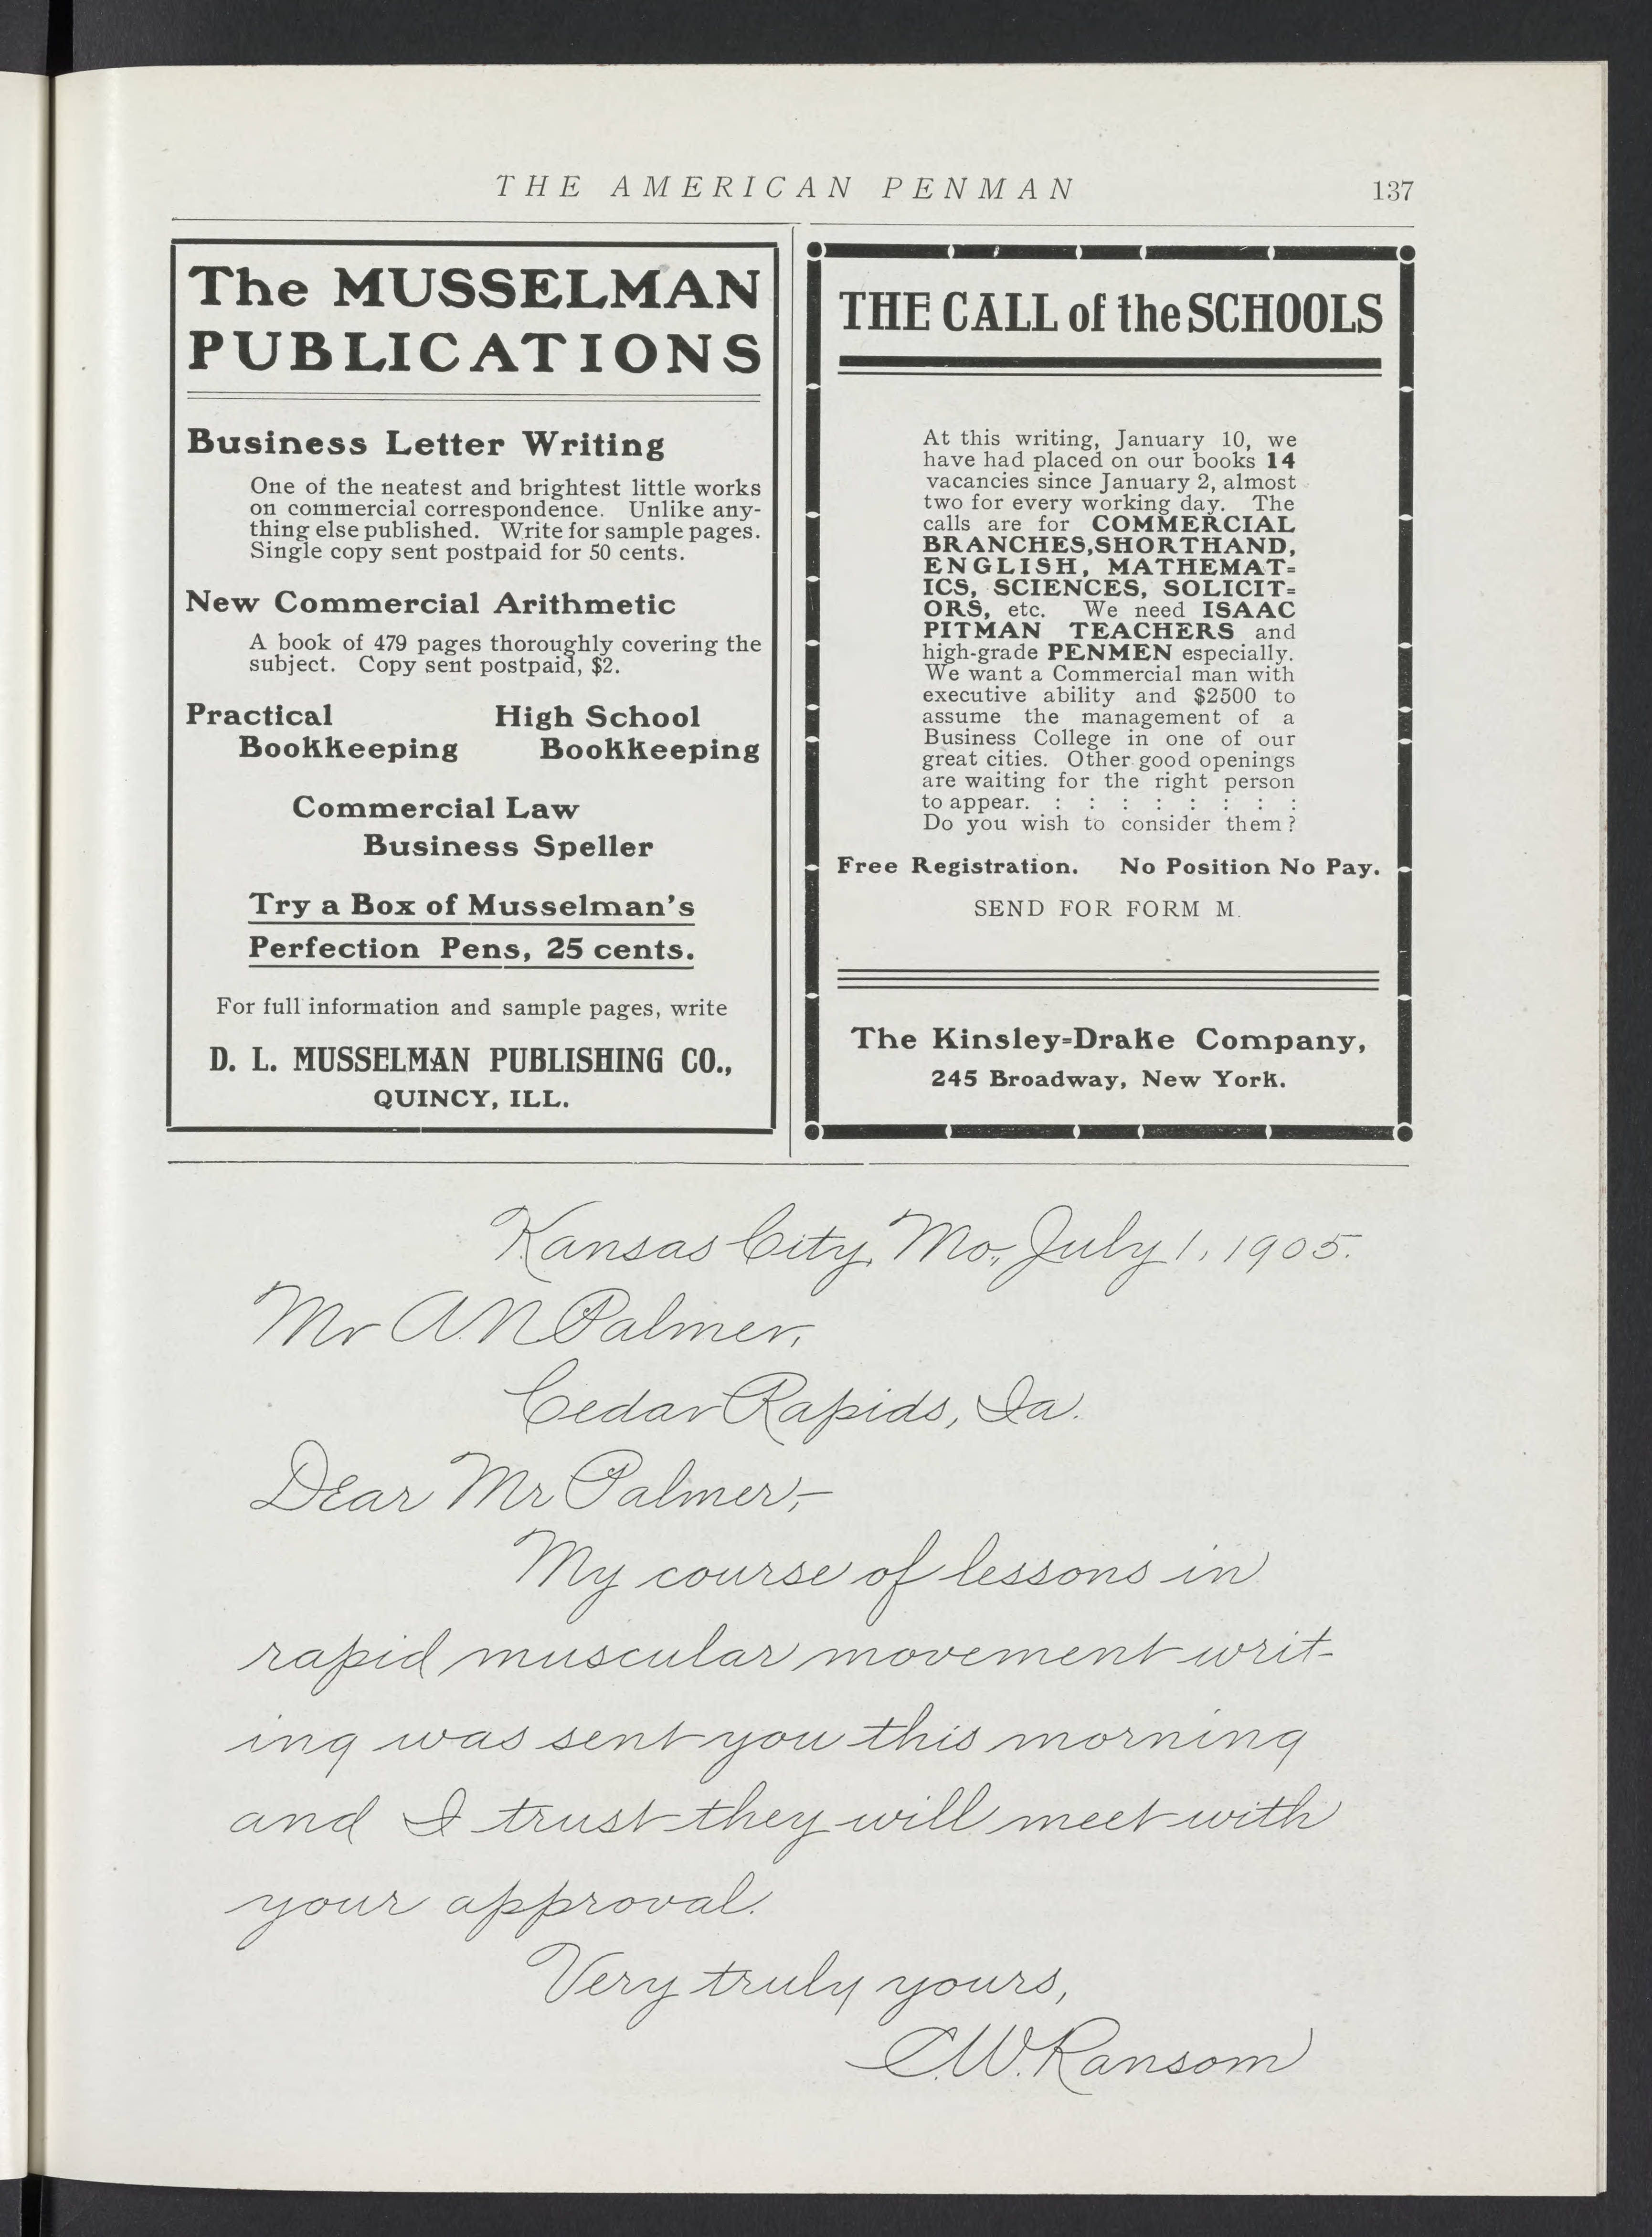 THE AMERICAN PENMAN 137
The MUSSELMAN
PUBLICATIONS
Business Letter Writing
One of the neatest and brightest little works
on commercial correspondence. Unlike any-
thing else published. Write for sample pages.
Single copy sent postpaid for 50 cents.
New Commercial Arithmetic
A book of 479 pages thoroughly covering the
subject. Copy sent postpaid, $2.
Practical
Bookkeeping
High School
Bookkeeping
Commercial Law
Business Speller
Try a Box of Musselman's
Perfection Pens, 25 cents.
For full information and sample pages, write
D. L. MUSSELMAN PUBLISHING CO.,
QUINCY, ILL.
THE CALL of the SCHOOLS
At this writing, January 10, we
have had placed on our books 14
vacancies since January 2, almost
two for every working day. The
calls are for COMMERCIAL
BRANCHES, SHORTHAND,
ENGLISH, MATHEMAT-
ICS, SCIENCES, SOLICIT-
ORS, etc. We need ISAAC
PITMAN TEACHERS and
high-grade PENMEN especially.
We want a Commercial man with
executive ability and $2500 to
assume the management of a
Business College in one of our
great cities. Other good openings
are waiting for the right person
to appear. : : : : : : : :
Do you wish to consider them?
Free Registration. No Position No Pay.
SEND FOR FORM M.
The Kinsley-Drake Company,
245 Broadway, New York.
Kansas City, Mo., July 1, 1905.
Mr A.N Palmer,
Cedar Rapids, Ia.
Dear Mr Palmer,-
My course of lessons in
rapid muscular movement writ-
ing was sent you this morning
and I trust they will meet with
your approval.
Very truly yours,
C.W. Ransom